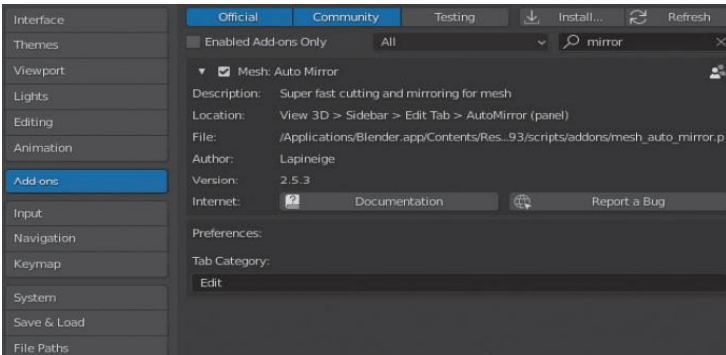 Interface
Themes
Viewport
Lights
Editing
Animation
Add-ons
Input
Navigation
Keymap
System
Save & Load
File Paths
Official Community Testing Install... Refresh
Enabled Add-ons Only All mirror
Mesh: Auto Mirror
Description: Super fast cutting and mirroring for mesh
Location: View 3D > Sidebar > Edit Tab > AutoMirror (panel)
File: /Applications/Blender.app/Contents/Res...93/scripts/addons/mesh_auto_mirror.p
Author: Lapineige
Version: 2.5.3
Internet: Documentation Report a Bug
Preferences:
Tab Category:
Edit